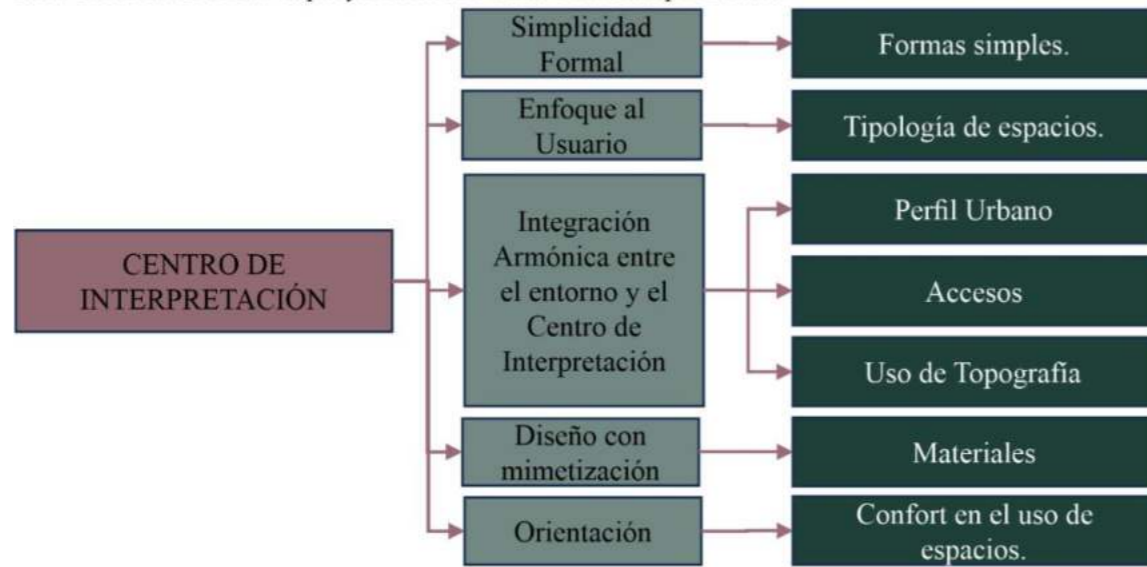 Simplicidad
Formal
Formas simples.
Enfoque al
Usuario
Tipología de espacios.
CENTRO DE
INTERPRETACIÓN
Integración
Armónica entre
el entorno y el
Centro de
Interpretación
Perfil Urbano
Accesos
Uso de Topografía
Diseño con
mimetización
Materiales
Orientación
Confort en el uso de
espacios.